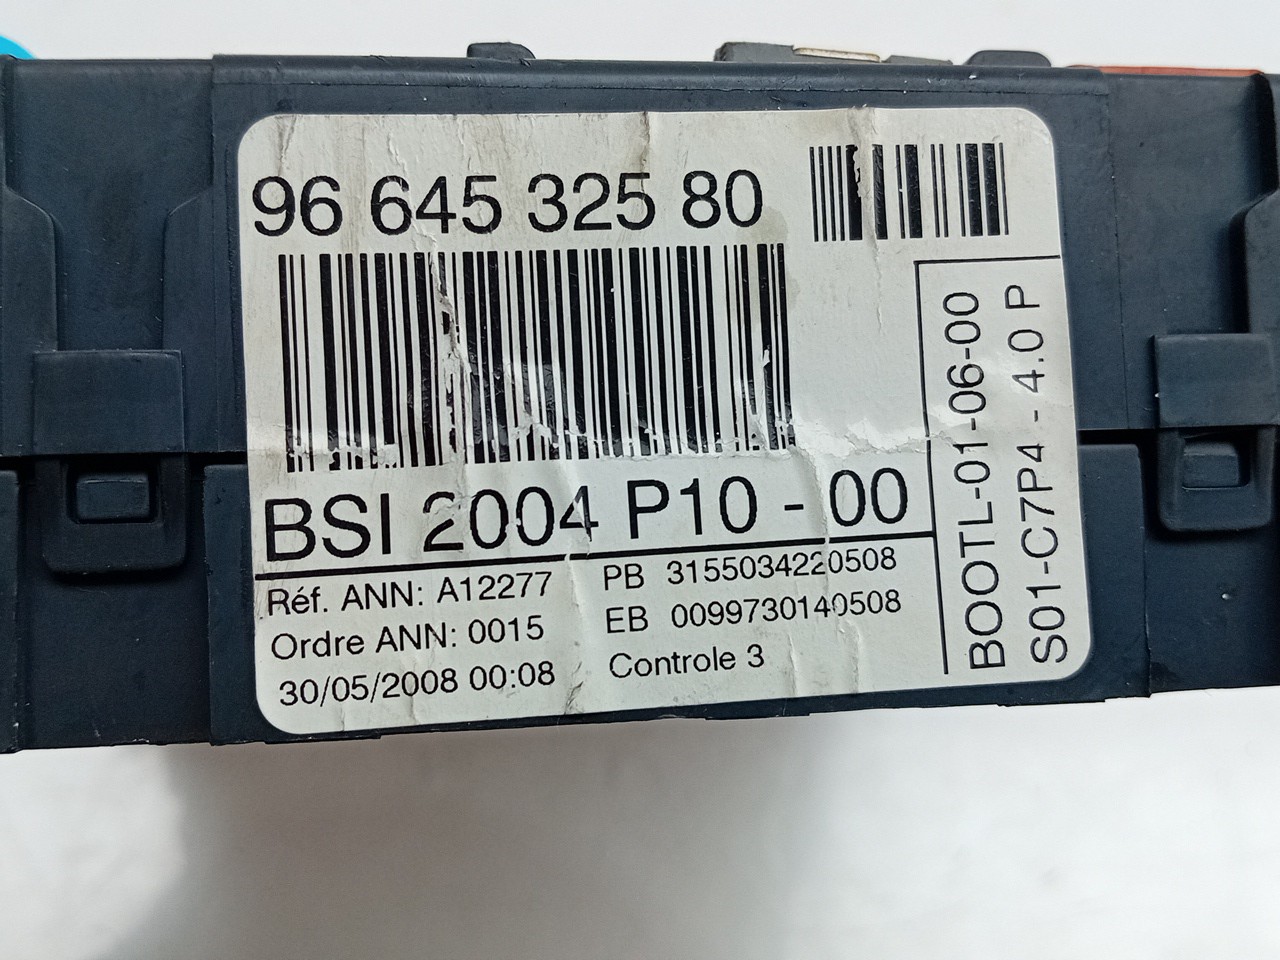 96 645 325 80
BSI 2004 P10 - 00
Réf. ANN: A12277
Ordre ANN: 0015
30/05/2008 00:08
PB 3155034220508
EB 0099730140508
Controle 3
BOOTL-01-06-00
S01-C7P4 - 4.0 P